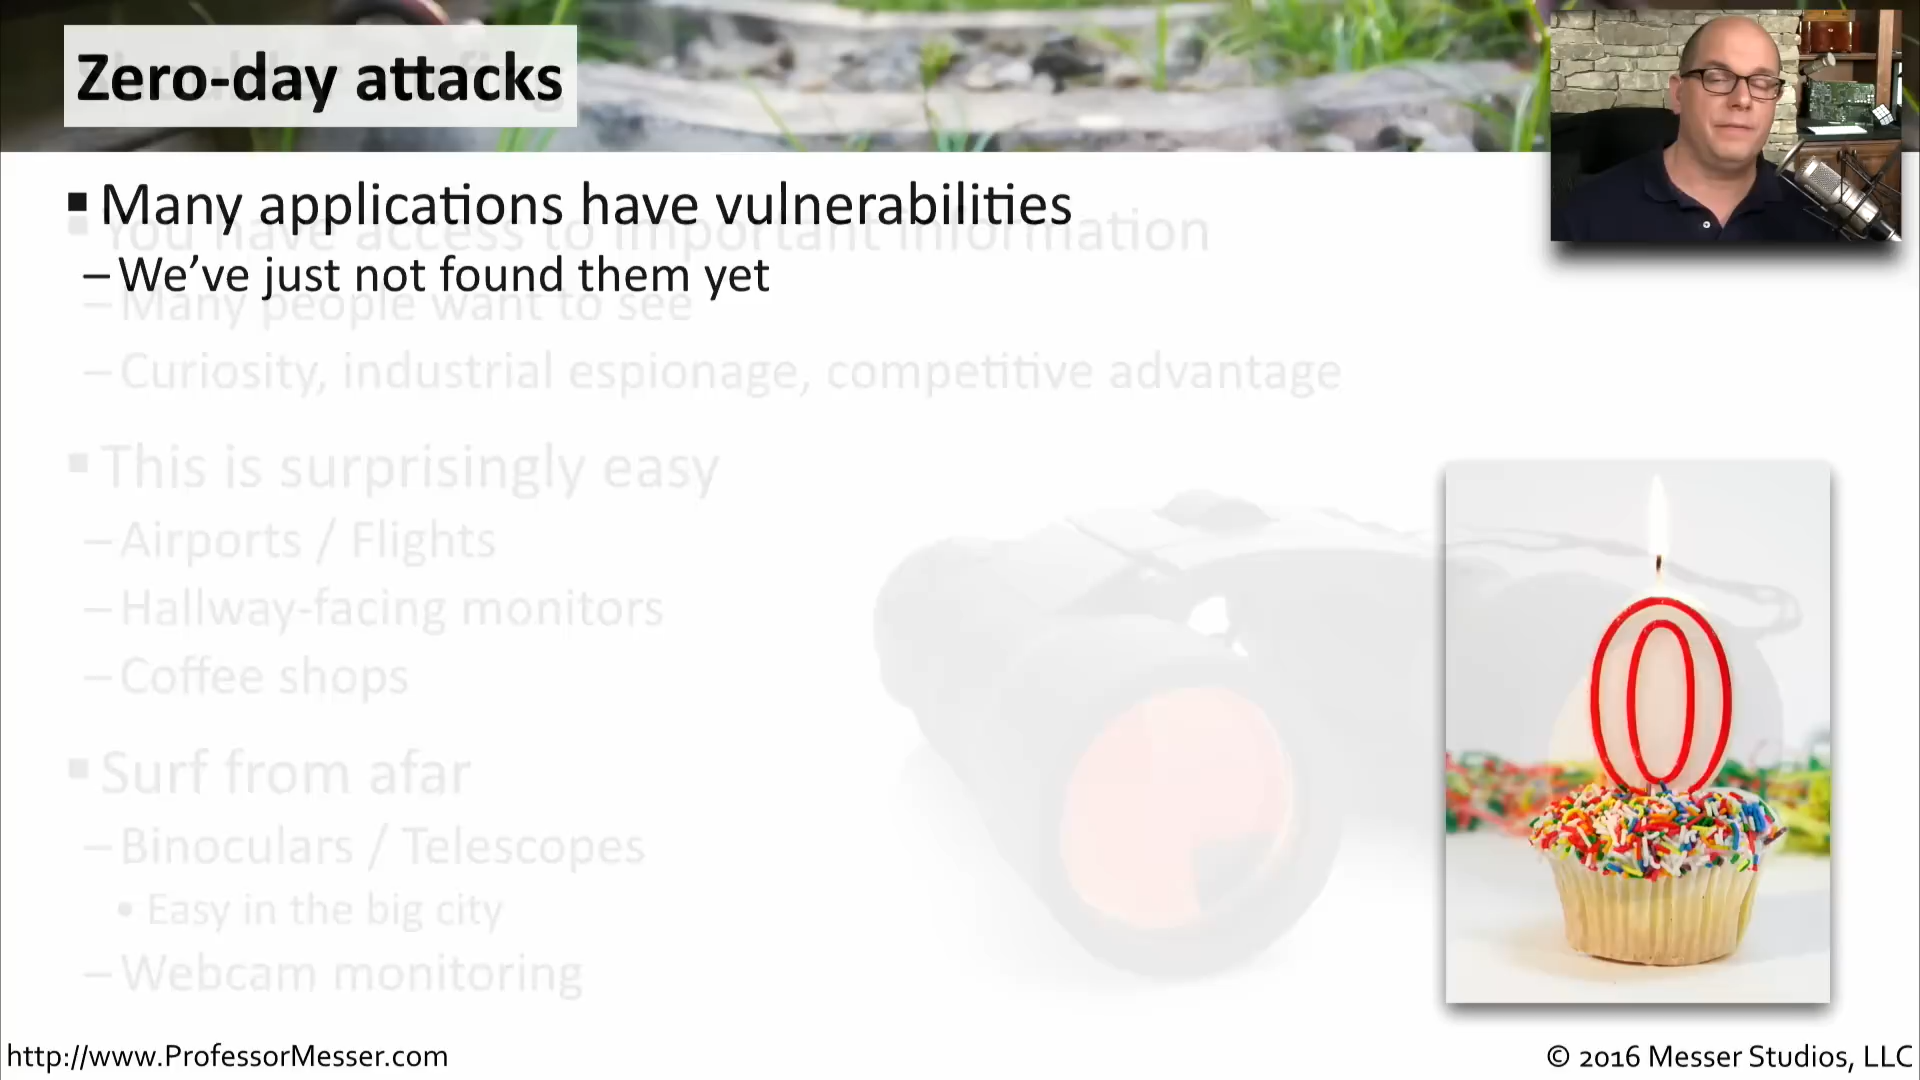 Zero-day attacks
▪ Many applications have vulnerabilities
– We've just not found them yet
▪ You have access to important information
– Many people want to see
– Curiosity, industrial espionage, competitive advantage
▪ This is surprisingly easy
– Airports / Flights
– Hallway-facing monitors
– Coffee shops
▪ Surf from afar
– Binoculars / Telescopes
• Easy in the big city
– Webcam monitoring
0
http://www.ProfessorMesser.com
© 2016 Messer Studios, LLC